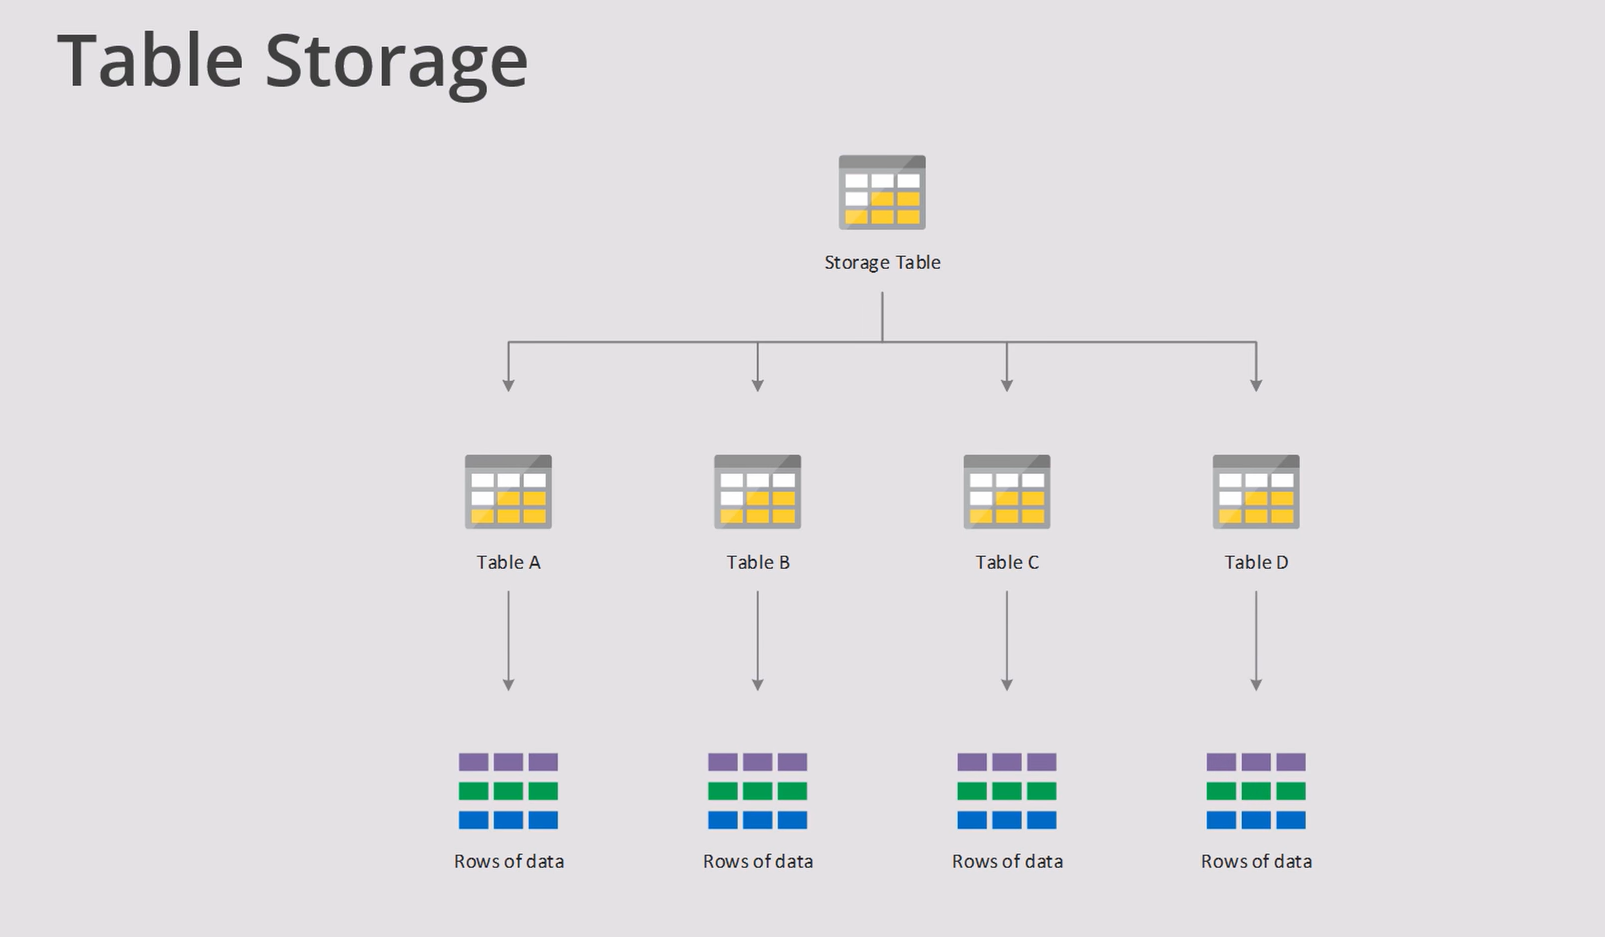 Table Storage
Storage Table
Table A
Table B
Table C
Table D
Rows of data
Rows of data
Rows of data
Rows of data